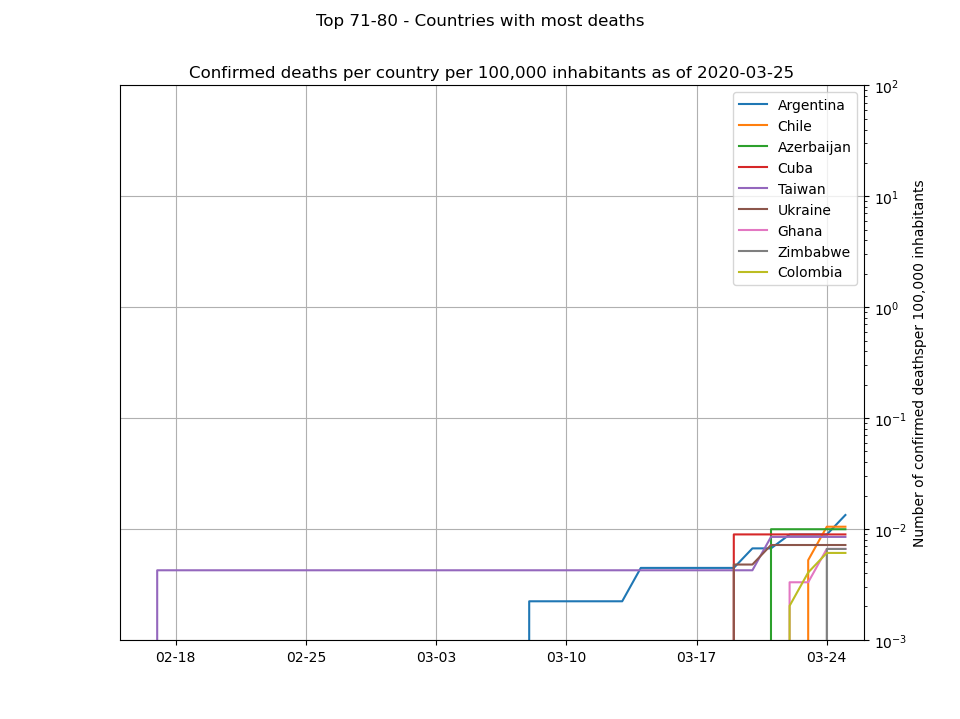 Top 71-80 - Countries with most deaths
Confirmed deaths per country per 100,000 inhabitants as of 2020-03-25
Argentina
Chile
Azerbaijan
Cuba
Taiwan
Ukraine
Ghana
Zimbabwe
Colombia
10²
10¹
10⁰
10⁻¹
10⁻²
10⁻³
Number of confirmed deathsper 100,000 inhabitants
02-18 02-25 03-03 03-10 03-17 03-24